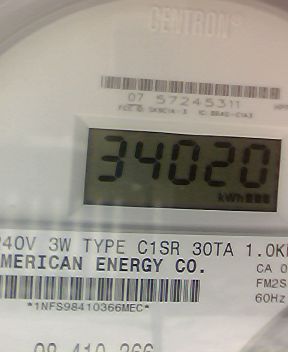 CENTRON®
07 57245311
34020
kWh
240V 3W TYPE C1SR 30TA 1.0K
AMERICAN ENERGY CO.
CA 0
FM2S
60Hz
*1NFS98410366MEC*
98 410 366